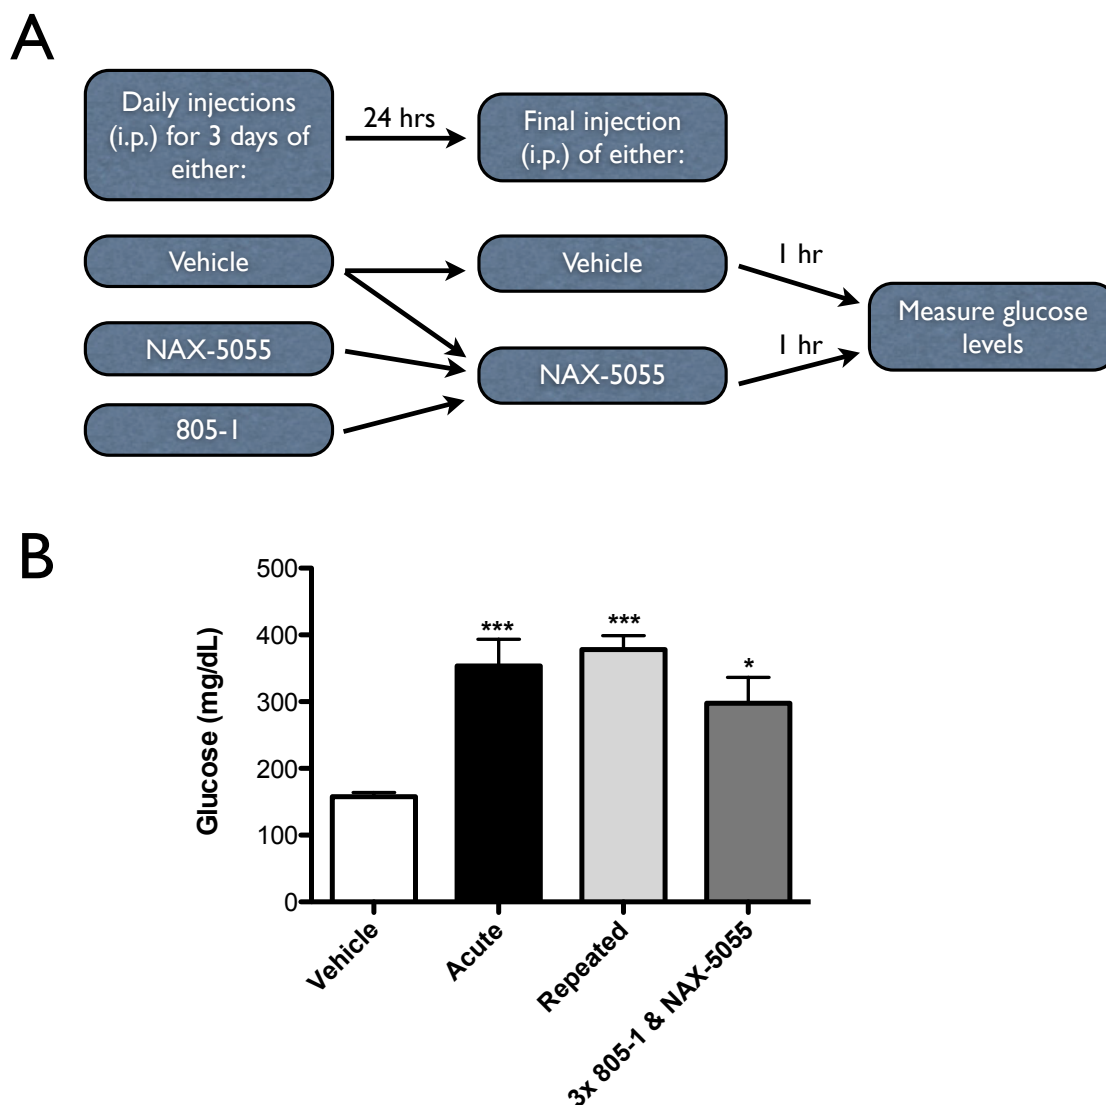 A
Daily injections
(i.p.) for 3 days of
either:
24 hrs
Final injection
(i.p.) of either:
Vehicle
Vehicle
1 hr
Measure glucose
levels
NAX-5055
NAX-5055
1 hr
805-1
B
Glucose (mg/dL)
500
400
300
200
100
0
***
***
*
Vehicle
Acute
Repeated
3x 805-1 & NAX-5055